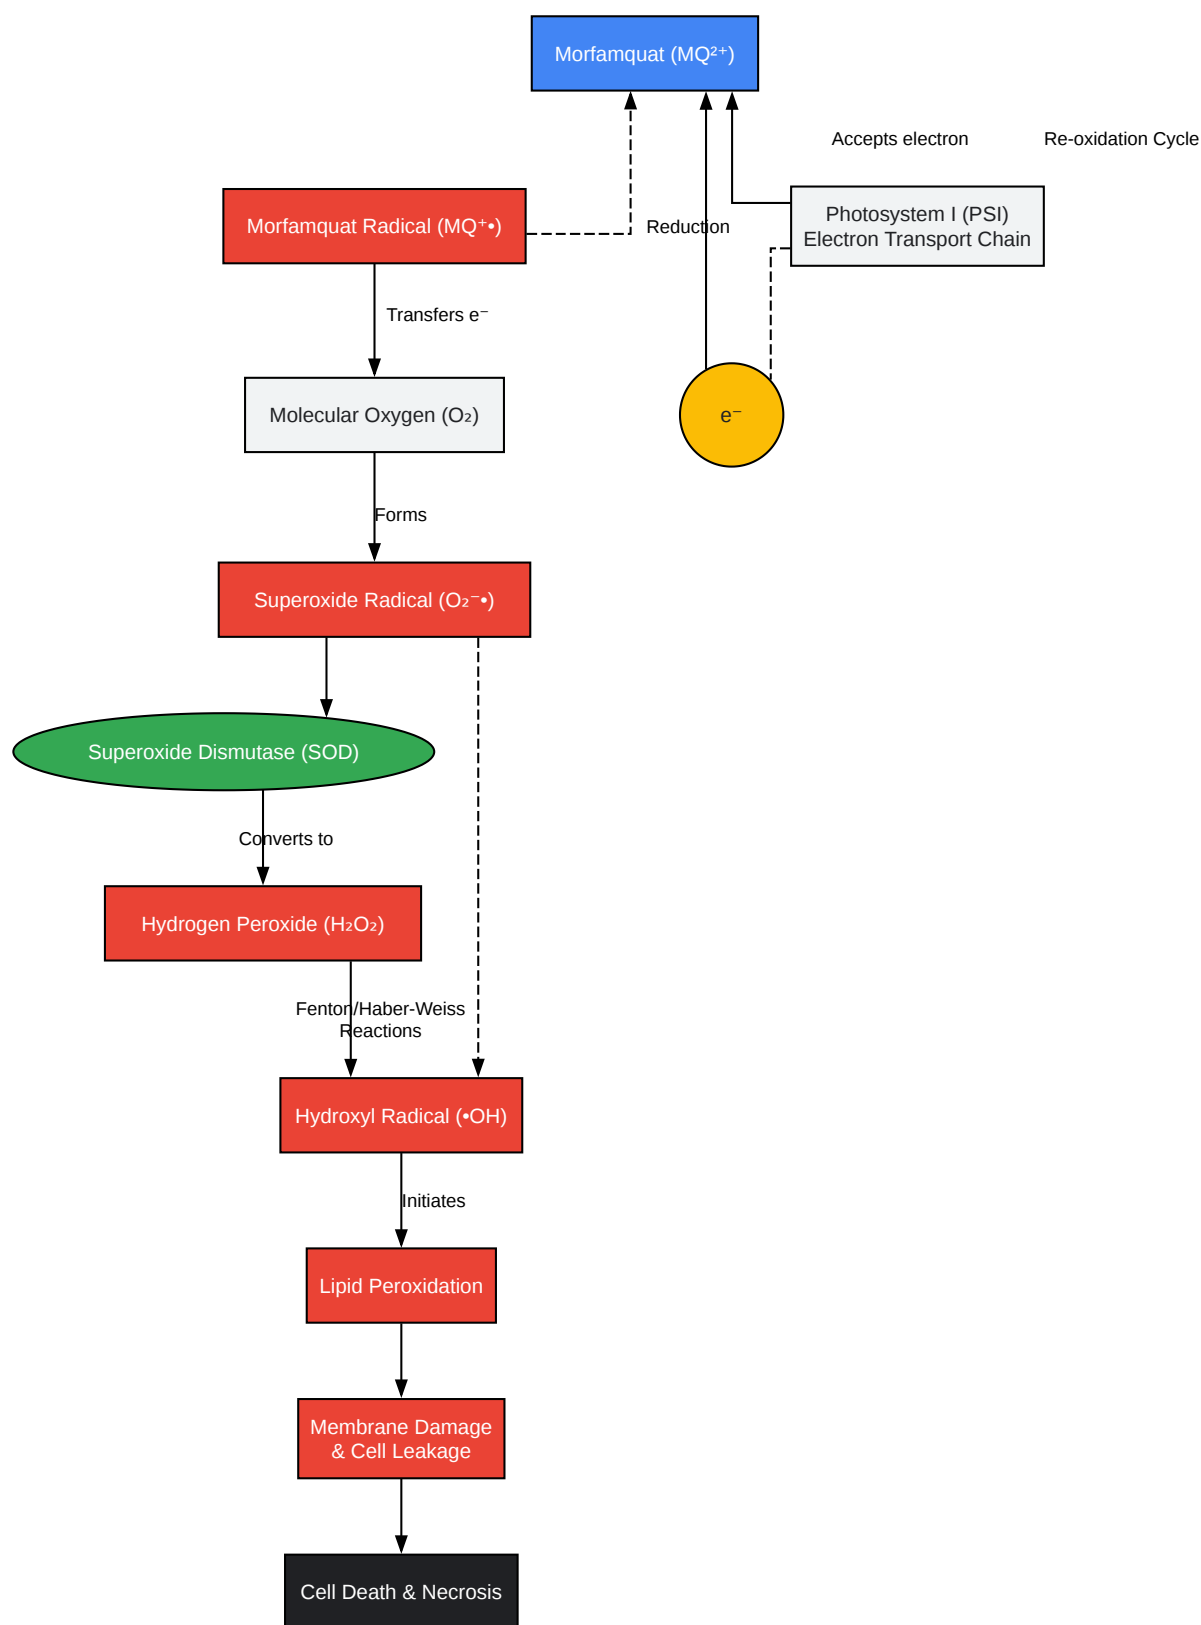 Morfamquat (MQ²⁺)
Accepts electron
Re-oxidation Cycle
Morfamquat Radical (MQ⁺•)
Reduction
Photosystem I (PSI)
Electron Transport Chain
Transfers e⁻
Molecular Oxygen (O₂)
e⁻
Forms
Superoxide Radical (O₂⁻•)
Superoxide Dismutase (SOD)
Converts to
Hydrogen Peroxide (H₂O₂)
Fenton/Haber-Weiss
Reactions
Hydroxyl Radical (•OH)
Initiates
Lipid Peroxidation
Membrane Damage
& Cell Leakage
Cell Death & Necrosis